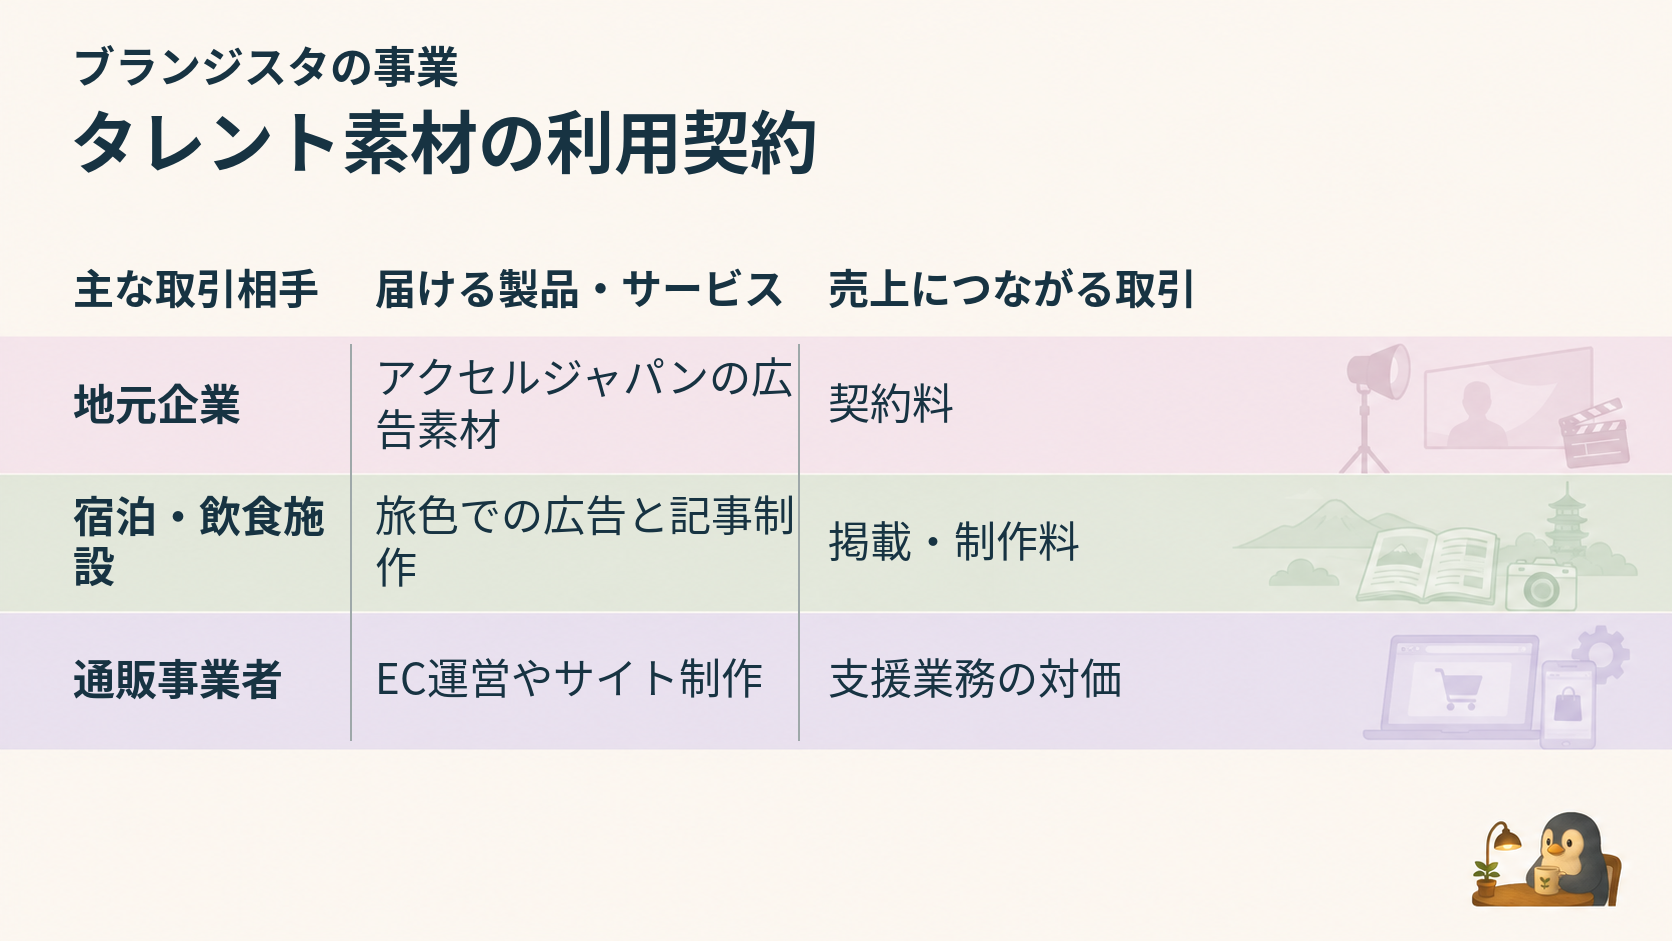 ブランジスタの事業
タレント素材の利用契約
主な取引相手
届ける製品・サービス
売上につながる取引
地元企業
アクセルジャパンの広
告素材
契約料
宿泊・飲食施
設
旅色での広告と記事制
作
掲載・制作料
通販事業者
EC運営やサイト制作
支援業務の対価